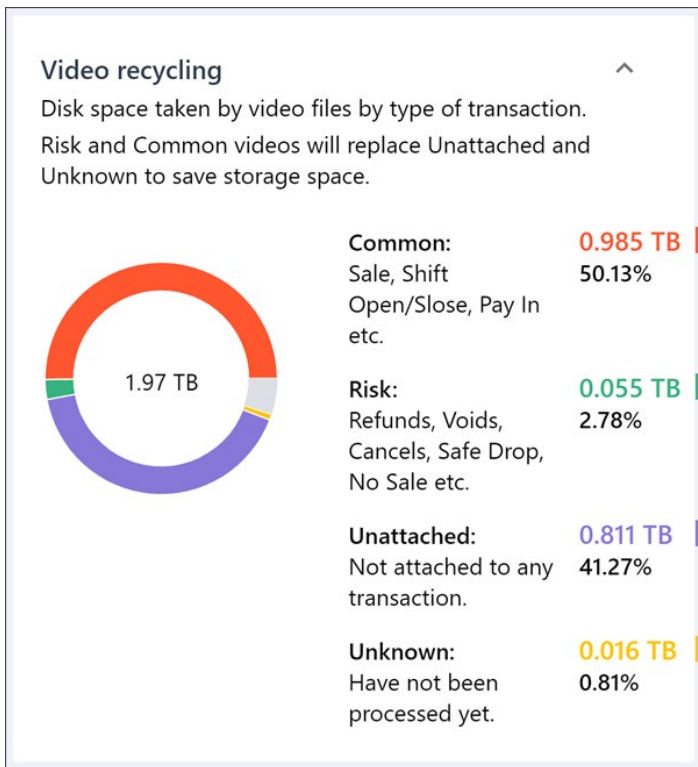 Video recycling
Disk space taken by video files by type of transaction.
Risk and Common videos will replace Unattached and
Unknown to save storage space.
1.97 TB
Common:
0.985 TB
Sale, Shift
50.13%
Open/Slose, Pay In
etc.
Risk:
0.055 TB
Refunds, Voids,
2.78%
Cancels, Safe Drop,
No Sale etc.
Unattached:
0.811 TB
Not attached to any
41.27%
transaction.
Unknown:
0.016 TB
Have not been
0.81%
processed yet.